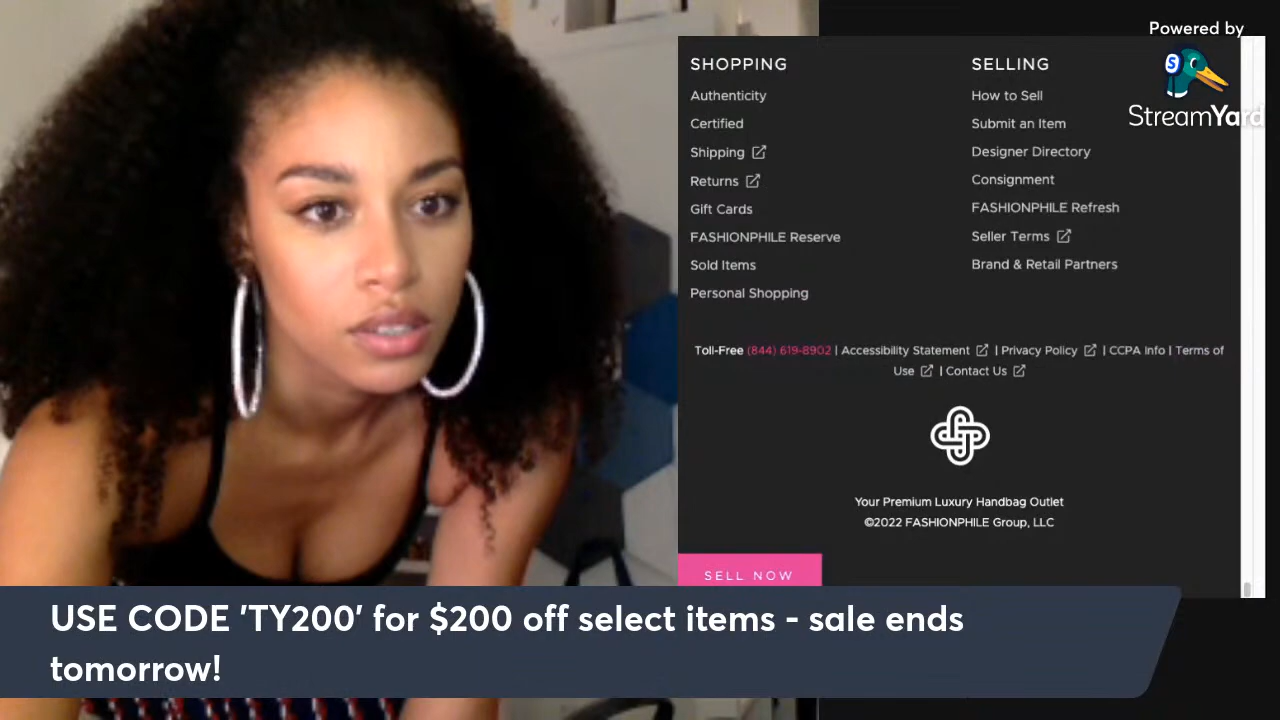 Powered by
StreamYard
SHOPPING
Authenticity
Certified
Shipping
Returns
Gift Cards
FASHIONPHILE Reserve
Sold Items
Personal Shopping
SELLING
How to Sell
Submit an Item
Designer Directory
Consignment
FASHIONPHILE Refresh
Seller Terms
Brand & Retail Partners
Toll-Free (844) 619-8902 | Accessibility Statement | Privacy Policy | CCPA Info | Terms of
Use | Contact Us
Your Premium Luxury Handbag Outlet
©2022 FASHIONPHILE Group, LLC
SELL NOW
USE CODE 'TY200' for $200 off select items - sale ends
tomorrow!